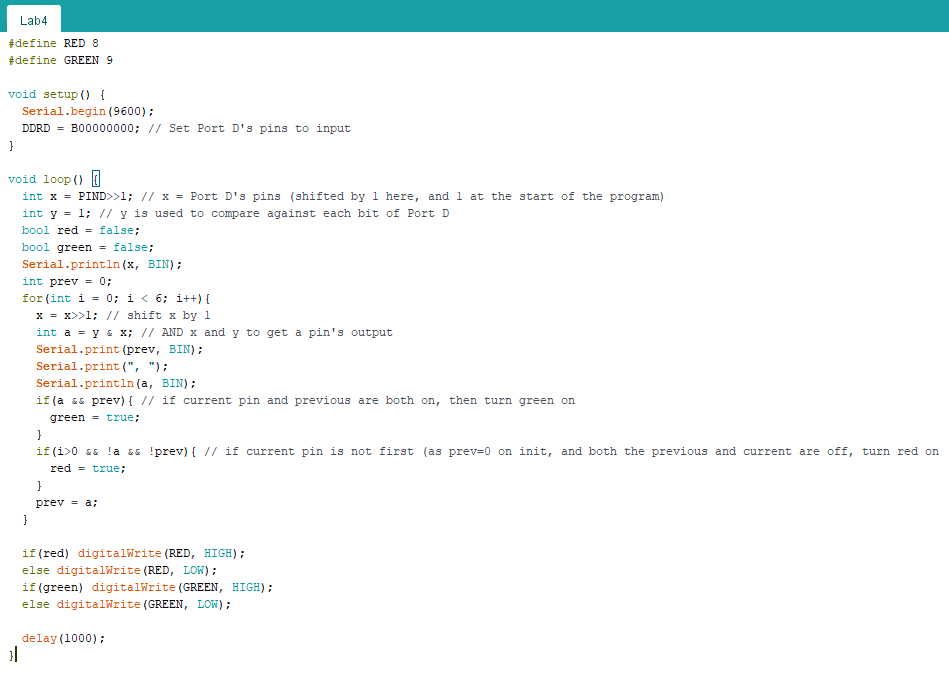 Lab4
#define RED 8
#define GREEN 9
void setup() {
Serial.begin(9600);
DDRD = B00000000; // Set Port D's pins to input
}
void loop() {
int x = PIND>>1; // x = Port D's pins (shifted by 1 here, and 1 at the start of the program)
int y = 1; // y is used to compare against each bit of Port D
bool red = false;
bool green = false;
Serial.println(x, BIN);
int prev = 0;
for(int i = 0; i < 6; i++){
x = x>>1; // shift x by 1
int a = y & x; // AND x and y to get a pin's output
Serial.print(prev, BIN);
Serial.print(", ");
Serial.println(a, BIN);
if(a && prev){ // if current pin and previous are both on, then turn green on
green = true;
}
if(i>0 && !a && !prev){ // if current pin is not first (as prev=0 on init, and both the previous and current are off, turn red on
red = true;
}
prev = a;
}
if(red) digitalWrite(RED, HIGH);
else digitalWrite(RED, LOW);
if(green) digitalWrite(GREEN, HIGH);
else digitalWrite(GREEN, LOW);
delay(1000);
}